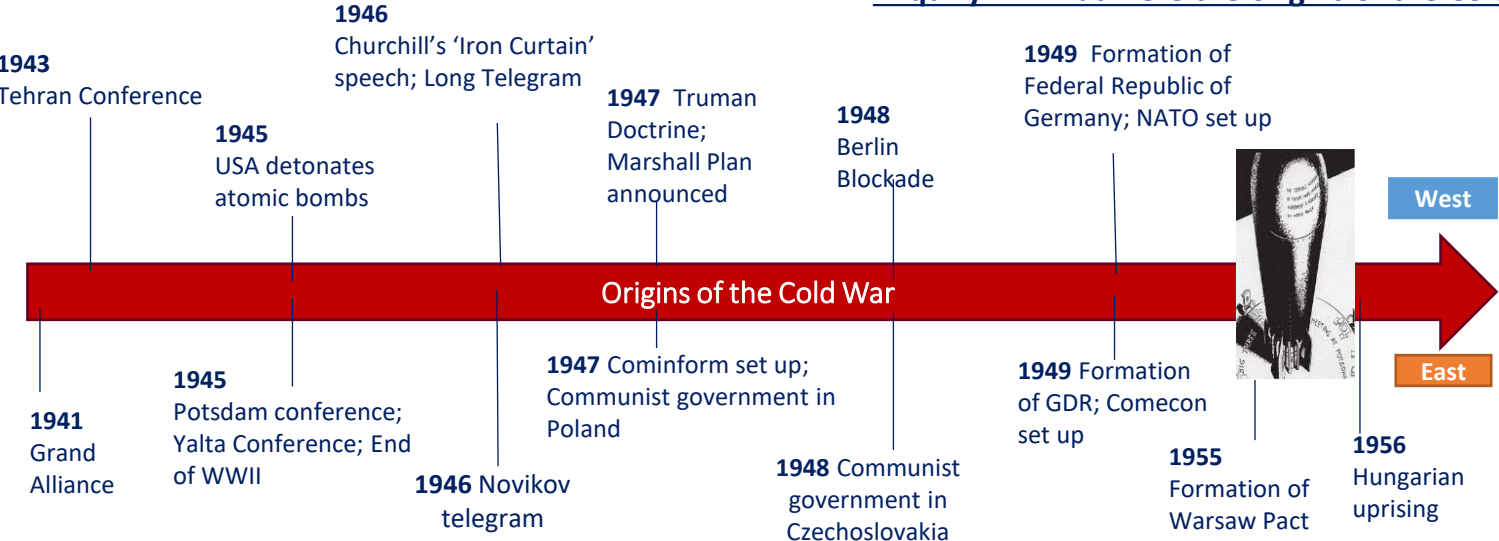 1946
Churchill's 'Iron Curtain'
speech; Long Telegram
1943
Tehran Conference
1945
USA detonates
atomic bombs
1947 Truman
Doctrine;
Marshall Plan
announced
1948
Berlin
Blockade
1949 Formation of
Federal Republic of
Germany; NATO set up
West
Origins of the Cold War
East
1941
Grand
Alliance
1945
Potsdam conference;
Yalta Conference; End
of WWII
1946 Novikov
telegram
1947 Cominform set up;
Communist government in
Poland
1948 Communist
government in
Czechoslovakia
1949 Formation
of GDR; Comecon
set up
1955
Formation of
Warsaw Pact
1956
Hungarian
uprising